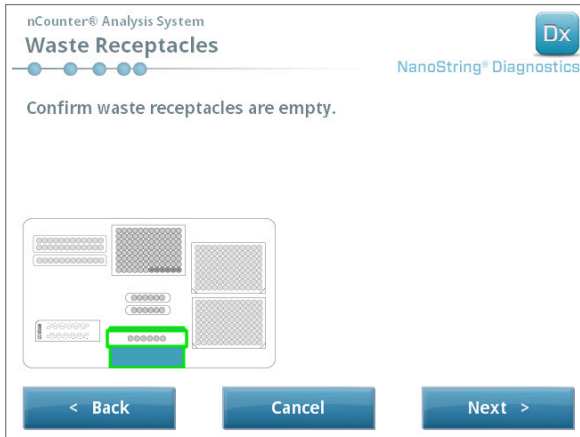 nCounter® Analysis System
Waste Receptacles
Dx
NanoString® Diagnostics
Confirm waste receptacles are empty.
< Back
Cancel
Next >